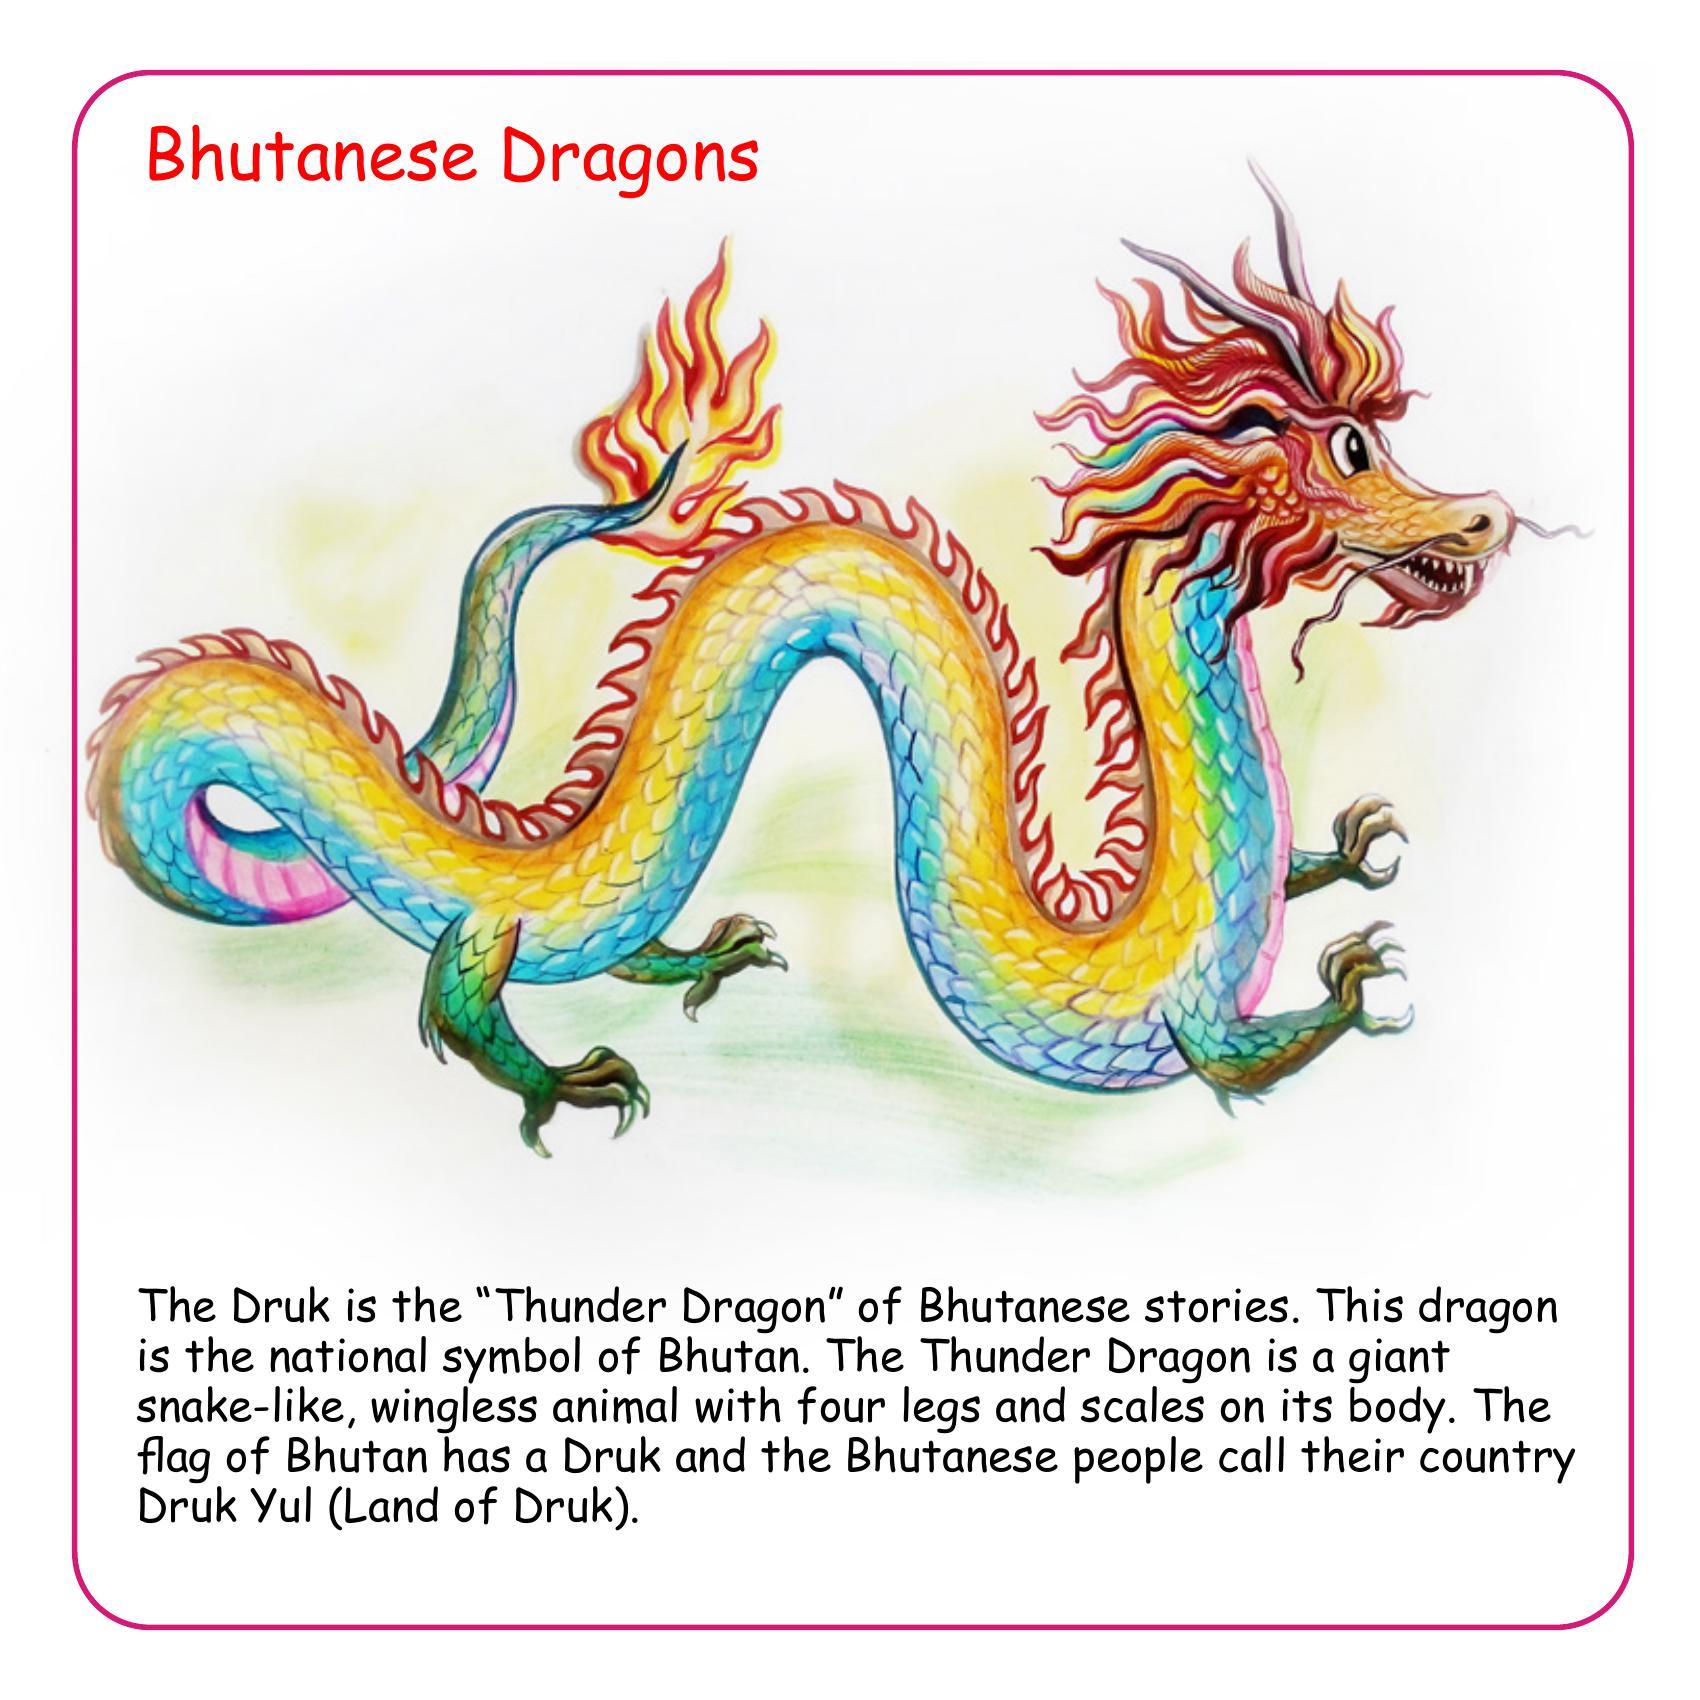 Bhutanese Dragons
The Druk is the “Thunder Dragon” of Bhutanese stories. This dragon
is the national symbol of Bhutan. The Thunder Dragon is a giant
snake-like, wingless animal with four legs and scales on its body. The
flag of Bhutan has a Druk and the Bhutanese people call their country
Druk Yul (Land of Druk).